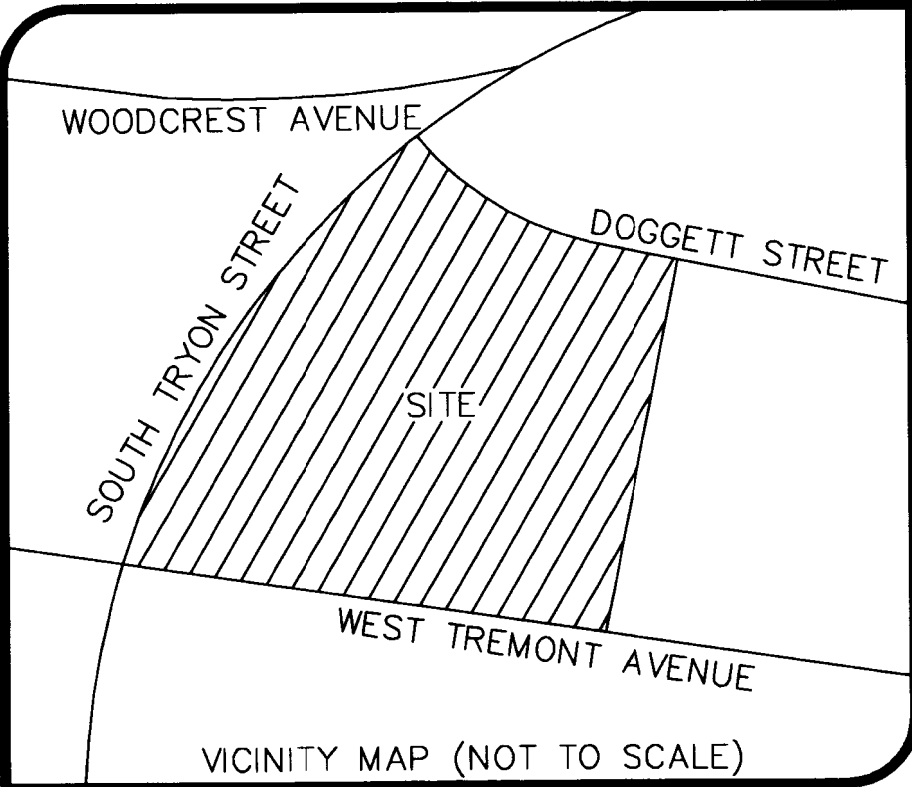 WOODCREST AVENUE
SOUTH TRYON STREET
DOGGETT STREET
SITE
WEST TREMONT AVENUE
VICINITY MAP (NOT TO SCALE)